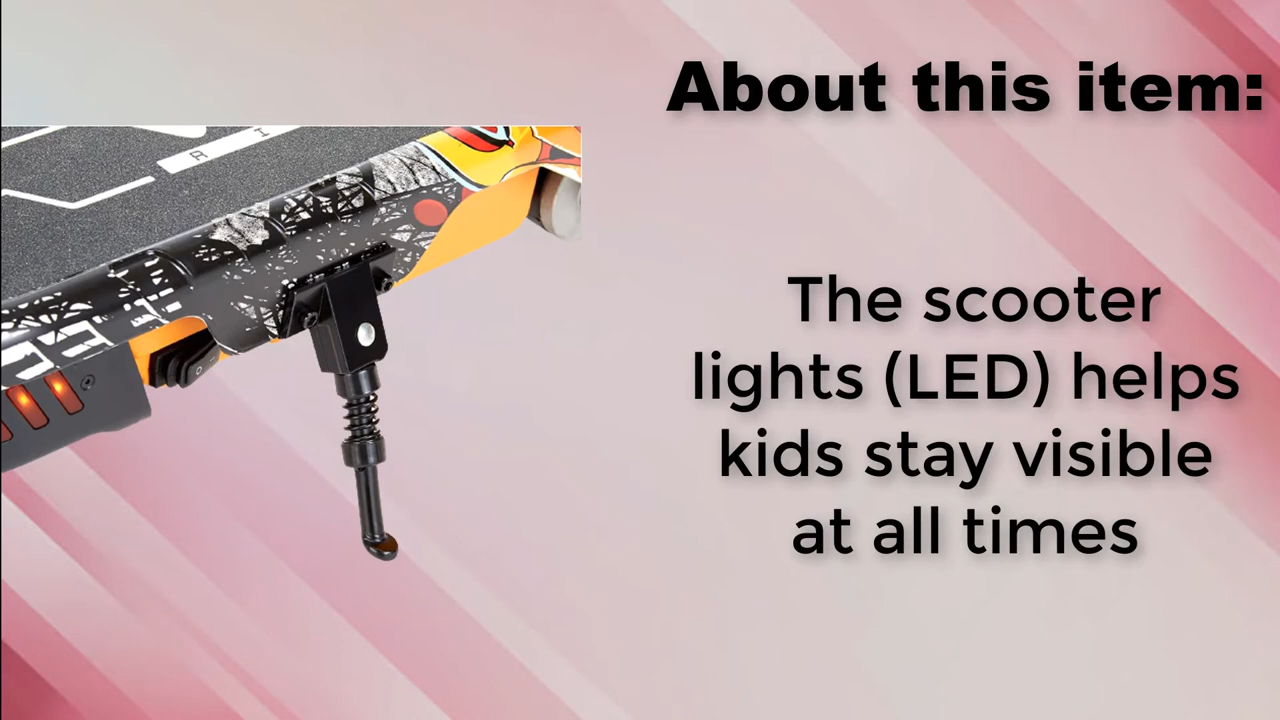 About this item:
The scooter
lights (LED) helps
kids stay visible
at all times